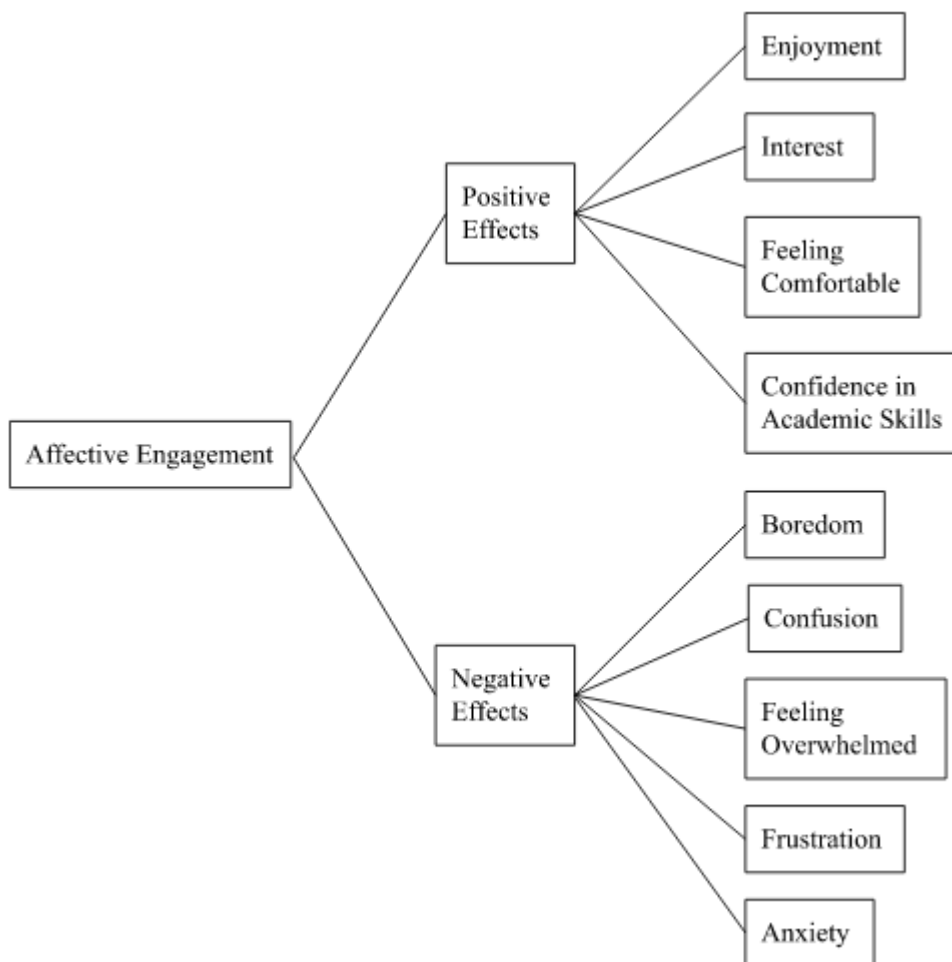 Enjoyment
Interest
Positive
Effects
Feeling
Comfortable
Confidence in
Academic Skills
Affective Engagement
Boredom
Confusion
Negative
Effects
Feeling
Overwhelmed
Frustration
Anxiety